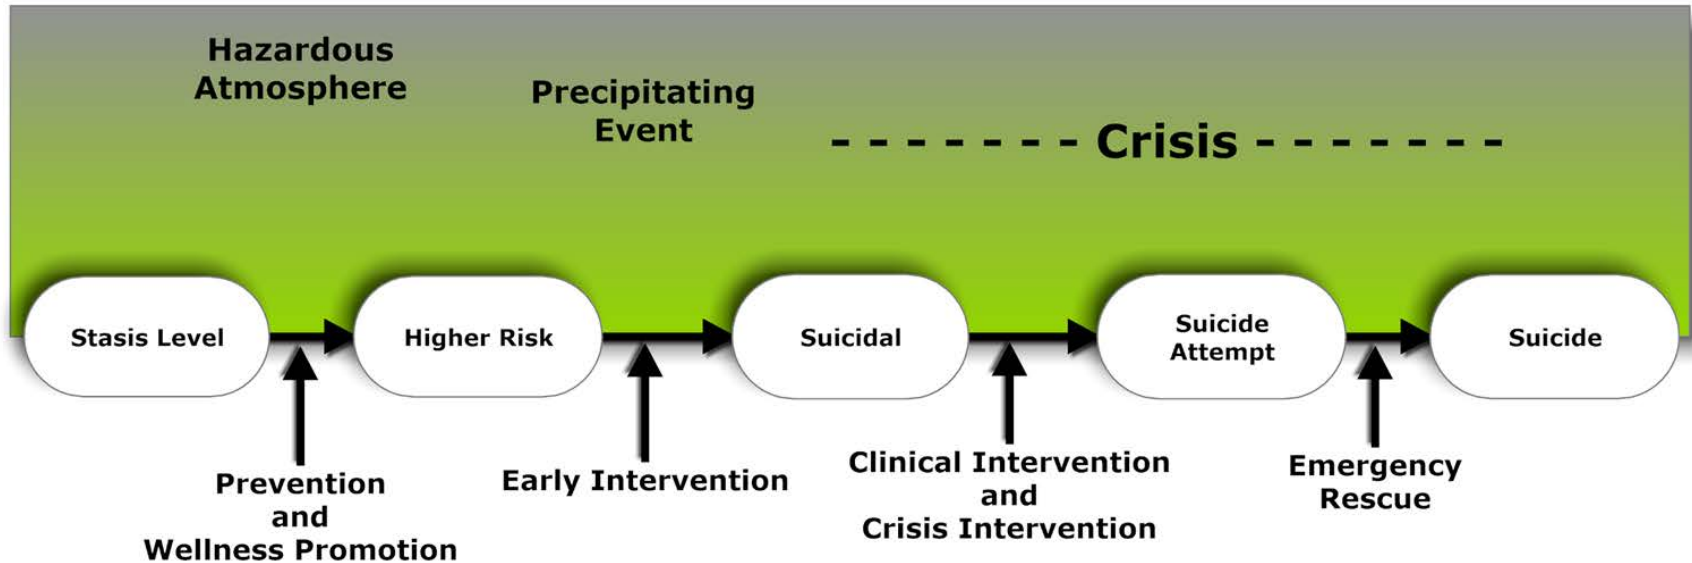 Hazardous
Atmosphere
Precipitating
Event
- - - - - - - Crisis - - - - - - -
Stasis Level
Higher Risk
Suicidal
Suicide
Attempt
Suicide
Prevention
and
Wellness Promotion
Early Intervention
Clinical Intervention
and
Crisis Intervention
Emergency
Rescue